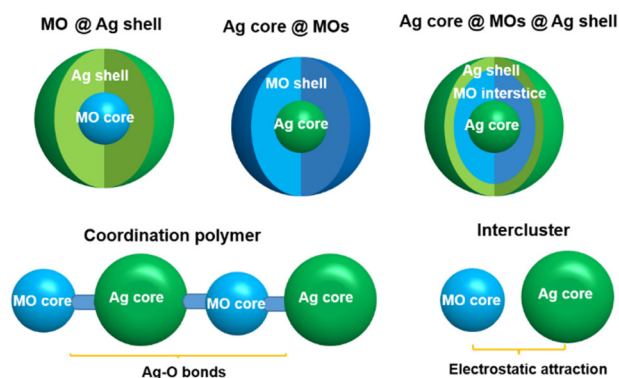 MO @ Ag shell
Ag core @ MOs
Ag core @ MOs @ Ag shell
Ag shell
MO core
MO shell
Ag core
Ag shell
MO interstice
Ag core
Coordination polymer
MO core
Ag core
MO core
Ag core
Ag-O bonds
Intercluster
MO core
Ag core
Electrostatic attraction